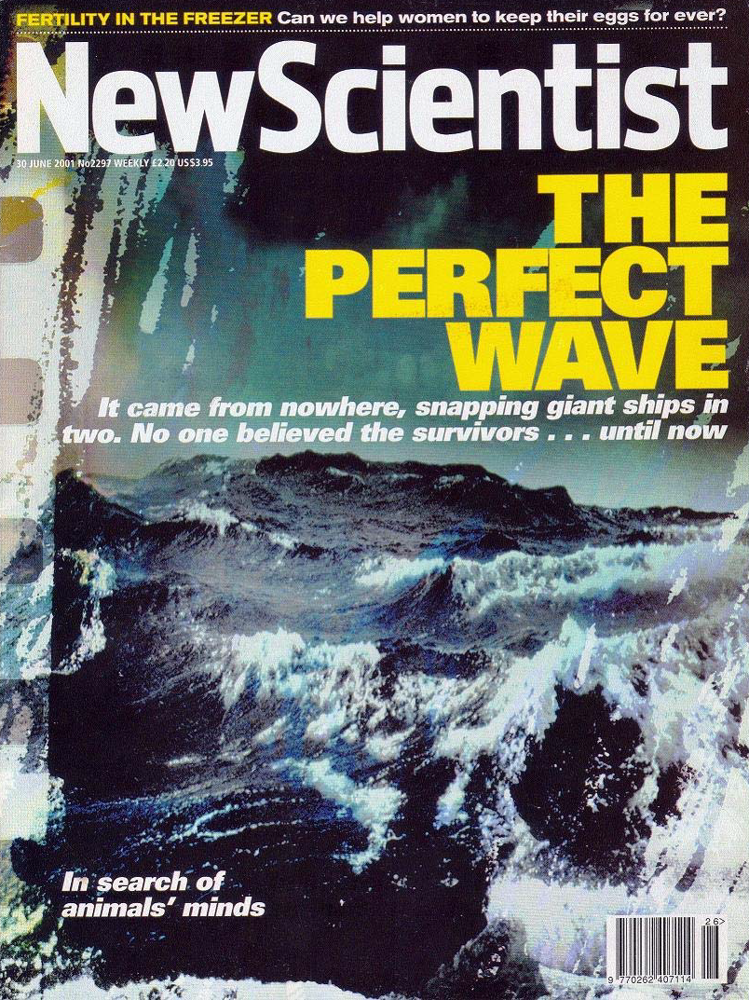 FERTILITY IN THE FREEZER Can we help women to keep their eggs for ever?
NewScientist
30 JUNE 2001 No2297 WEEKLY £2.20 US$3.95
THE
PERFECT
WAVE
It came from nowhere, snapping giant ships in
two. No one believed the survivors . . . until now
In search of
animals' minds
26>
9 770262 407114